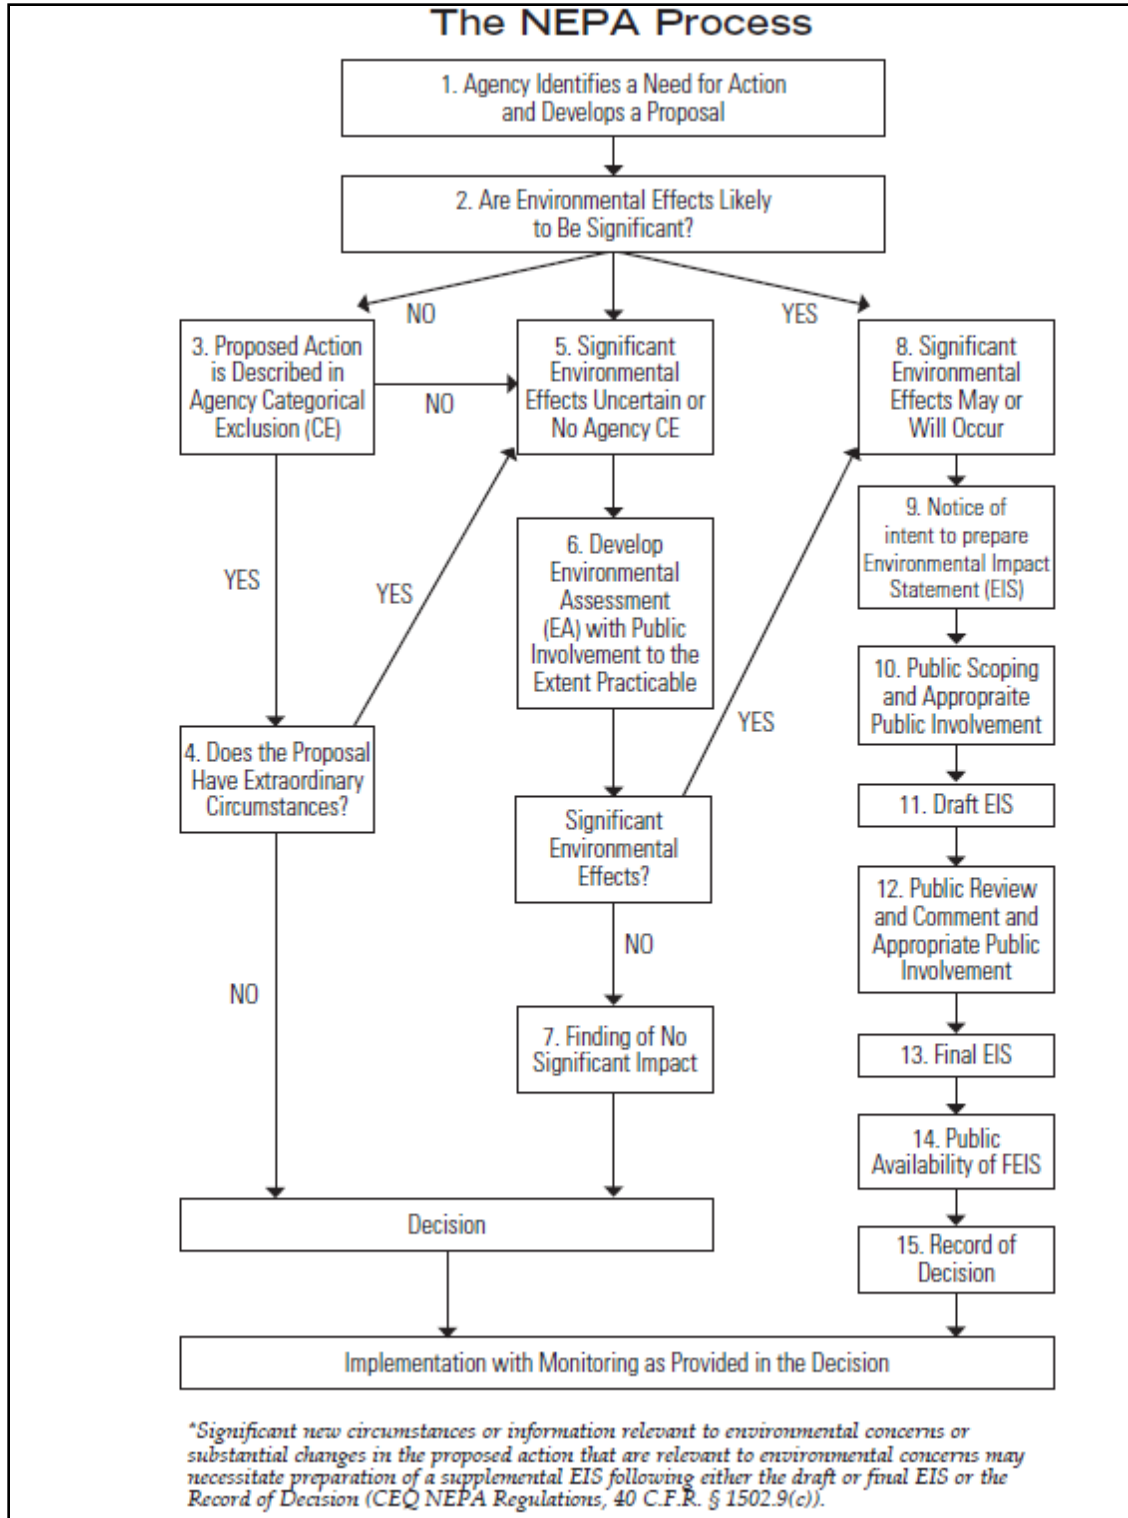 The NEPA Process
1. Agency Identifies a Need for Action
and Develops a Proposal
2. Are Environmental Effects Likely
to Be Significant?
NO
YES
3. Proposed Action
is Described in
Agency Categorical
Exclusion (CE)
NO
5. Significant
Environmental
Effects Uncertain or
No Agency CE
8. Significant
Environmental
Effects May or
Will Occur
YES
YES
6. Develop
Environmental
Assessment
(EA) with Public
Involvement to the
Extent Practicable
9. Notice of
intent to prepare
Environmental Impact
Statement (EIS)
10. Public Scoping
and Appropraite
Public Involvement
YES
4. Does the Proposal
Have Extraordinary
Circumstances?
Significant
Environmental
Effects?
11. Draft EIS
12. Public Review
and Comment and
Appropriate Public
Involvement
NO
NO
7. Finding of No
Significant Impact
13. Final EIS
14. Public
Availability of FEIS
Decision
15. Record of
Decision
Implementation with Monitoring as Provided in the Decision
*Significant new circumstances or information relevant to environmental concerns or
substantial changes in the proposed action that are relevant to environmental concerns may
necessitate preparation of a supplemental EIS following either the draft or final EIS or the
Record of Decision (CEQ NEPA Regulations, 40 C.F.R. § 1502.9(c)).